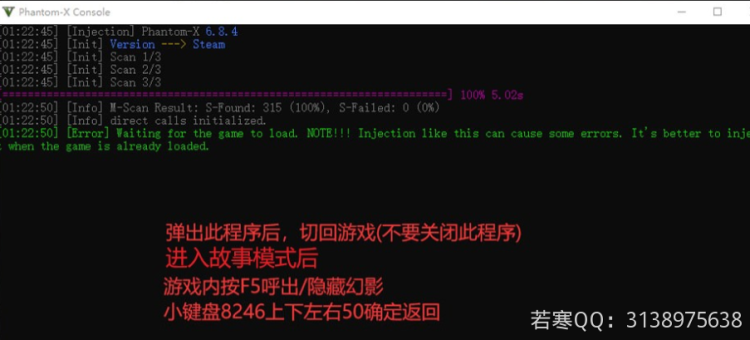 Phantom-X Console
[01:22:45] [Injection] Phantom-X 6.8.4
[01:22:45] [Init] Version ---> Steam
[01:22:45] [Init] Scan 1/3
[01:22:45] [Init] Scan 2/3
[01:22:45] [Init] Scan 3/3
[======================================================================] 100% 5.02s
[01:22:50] [Info] M-Scan Result: S-Found: 315 (100%), S-Failed: 0 (0%)
[01:22:50] [Info] direct calls initialized.
[01:22:50] [Error] Waiting for the game to load. NOTE!!! Injection like this can cause some errors. It's better to inje
t when the game is already loaded.
弹出此程序后，切回游戏(不要关闭此程序)
进入故事模式后
游戏内按F5呼出/隐藏幻影
小键盘8246上下左右50确定返回
若寒QQ：3138975638